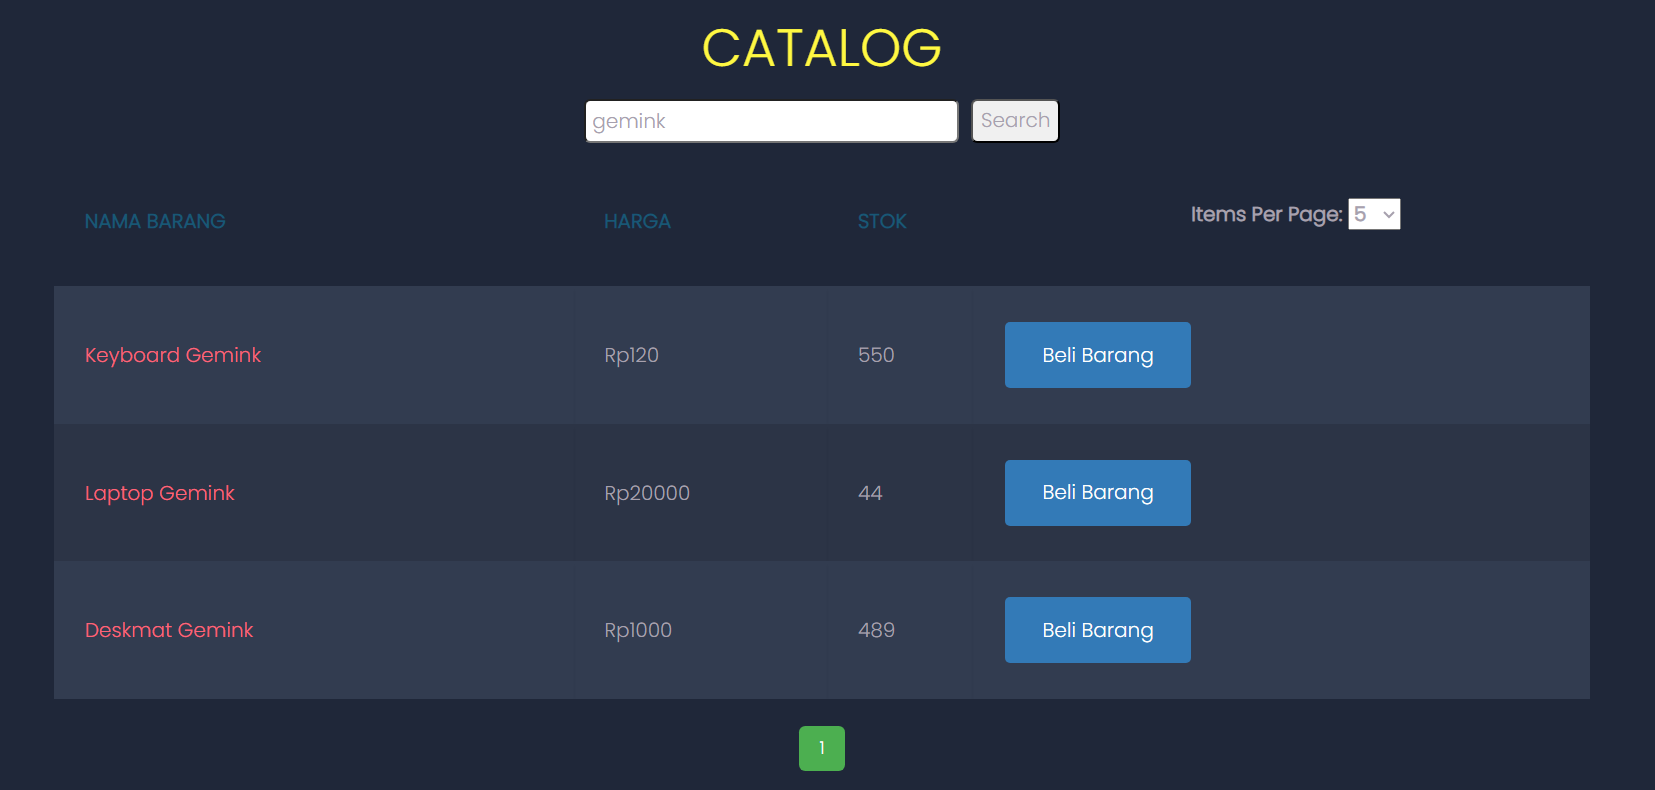 CATALOG
gemink Search
NAMA BARANG HARGA STOK Items Per Page: 5
Keyboard Gemink Rp120 550 Beli Barang
Laptop Gemink Rp20000 44 Beli Barang
Deskmat Gemink Rp1000 489 Beli Barang
1